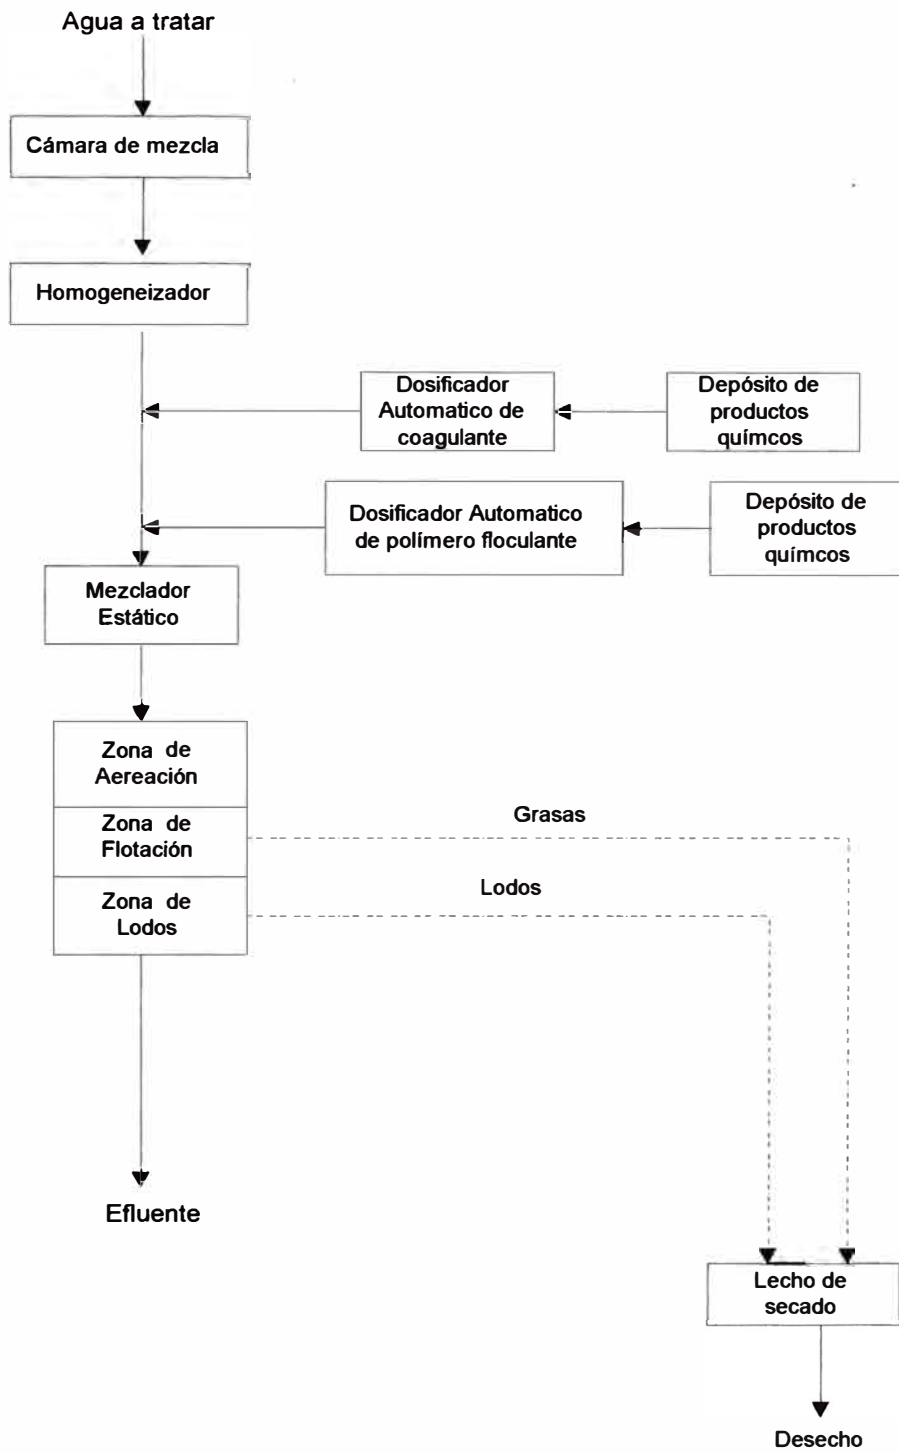 Agua a tratar
Cámara de mezcla
Homogeneizador
Dosificador
Automatico de
coagulante
Depósito de
productos
químcos
Dosificador Automatico
de polímero floculante
Depósito de
productos
químcos
Mezclador
Estático
Zona de
Aereación
Zona de
Flotación
Grasas
Zona de
Lodos
Lodos
Efluente
Lecho de
secado
Desecho